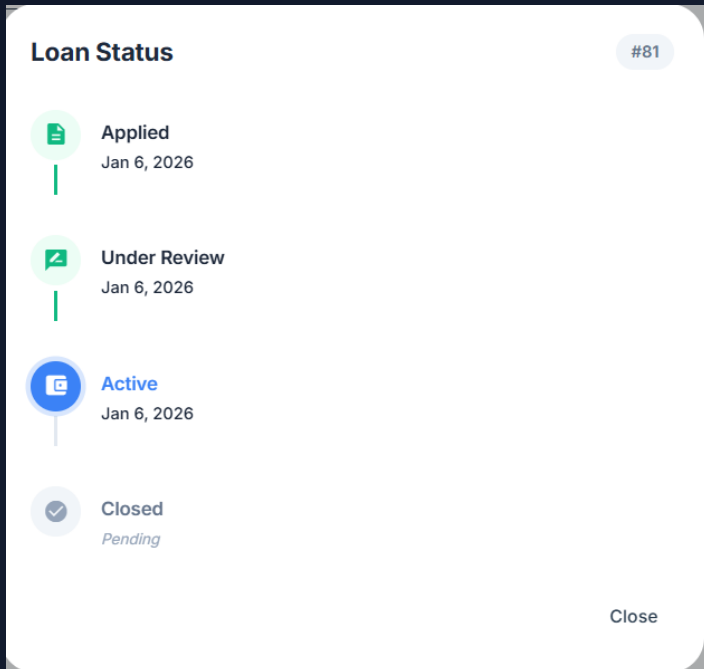 Loan Status
#81
Applied
Jan 6, 2026
Under Review
Jan 6, 2026
Active
Jan 6, 2026
Closed
Pending
Close